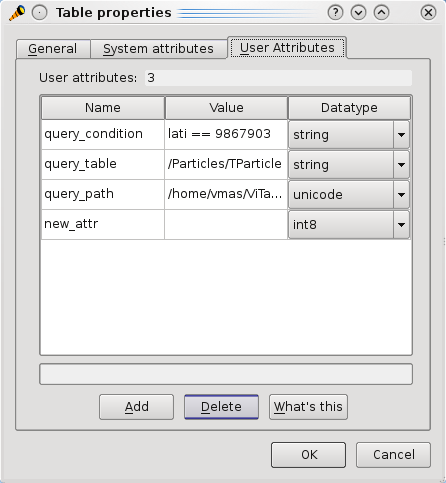 Table properties
General System attributes User Attributes
User attributes: 3
Name Value Datatype
query_condition lati == 9867903 string
query_table /Particles/TParticle string
query_path /home/vmas/ViTa... unicode
new_attr int8
Add Delete What's this
OK Cancel